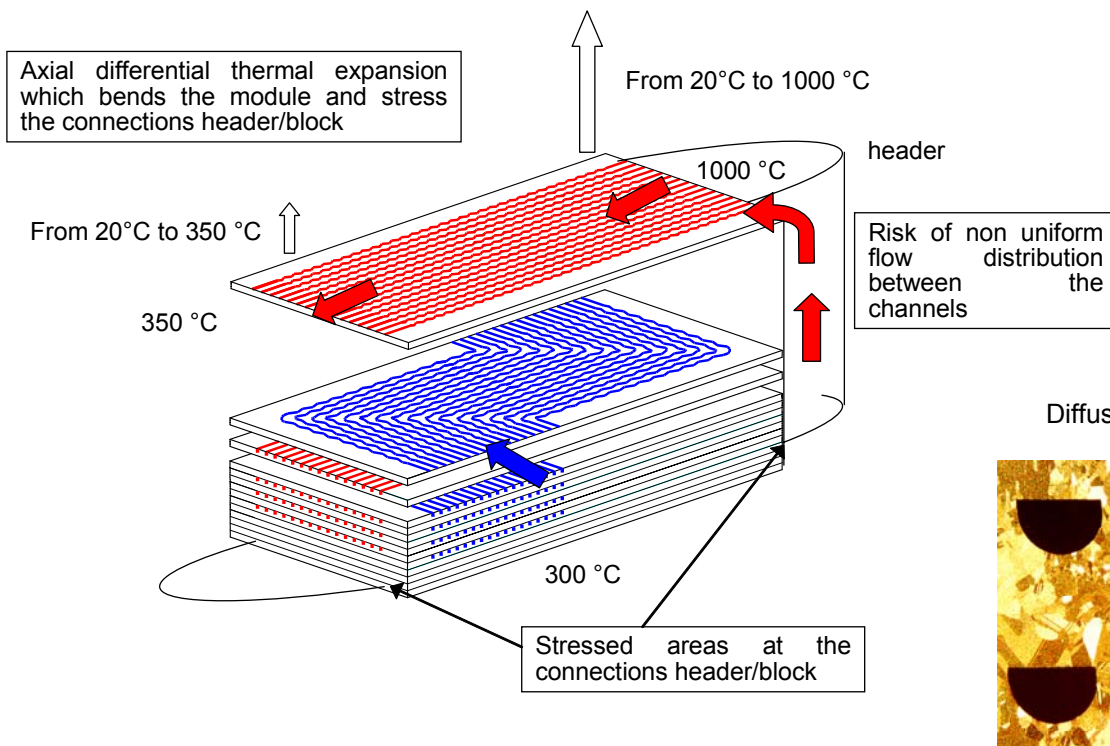 Axial differential thermal expansion
which bends the module and stress
the connections header/block
From 20°C to 1000 °C
header
1000 °C
From 20°C to 350 °C
Risk of non uniform
flow distribution
between the
channels
350 °C
Diffus
300 °C
Stressed areas at the
connections header/block